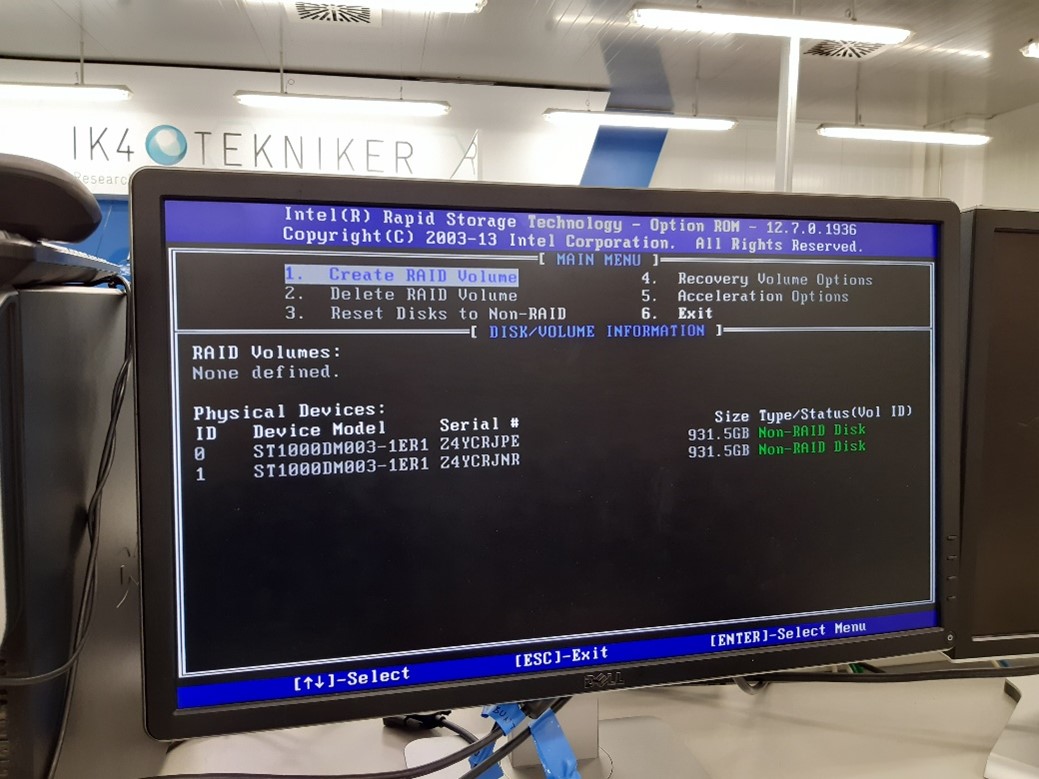 IK4 TEKNIKER
Researc
Intel(R) Rapid Storage Technology - Option ROM - 12.7.0.1936
Copyright(C) 2003-13 Intel Corporation. All Rights Reserved.
[ MAIN MENU ]
1. Create RAID Volume
2. Delete RAID Volume
3. Reset Disks to Non-RAID
4. Recovery Volume Options
5. Acceleration Options
6. Exit
[ DISK/VOLUME INFORMATION ]
RAID Volumes:
None defined.
Physical Devices:
ID Device Model Serial # Size Type/Status(Vol ID)
0 ST1000DM003-1ER1 Z4YCRJPE 931.5GB Non-RAID Disk
1 ST1000DM003-1ER1 Z4YCRJNR 931.5GB Non-RAID Disk
[↑↓]-Select [ESC]-Exit [ENTER]-Select Menu
DELL